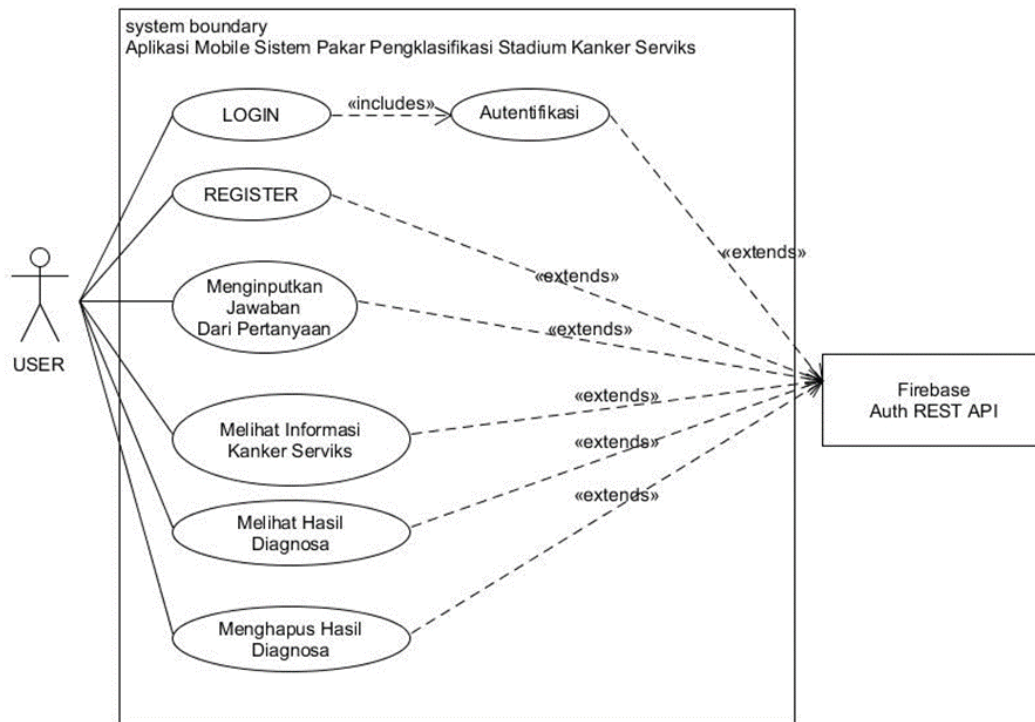 system boundary
Aplikasi Mobile Sistem Pakar Pengklasifikasi Stadium Kanker Serviks
LOGIN
«includes»
Autentifikasi
REGISTER
«extends»
«extends»
Menginputkan
Jawaban
Dari Pertanyaan
«extends»
USER
Firebase
Auth REST API
«extends»
Melihat Informasi
Kanker Serviks
«extends»
Melihat Hasil
Diagnosa
«extends»
Menghapus Hasil
Diagnosa